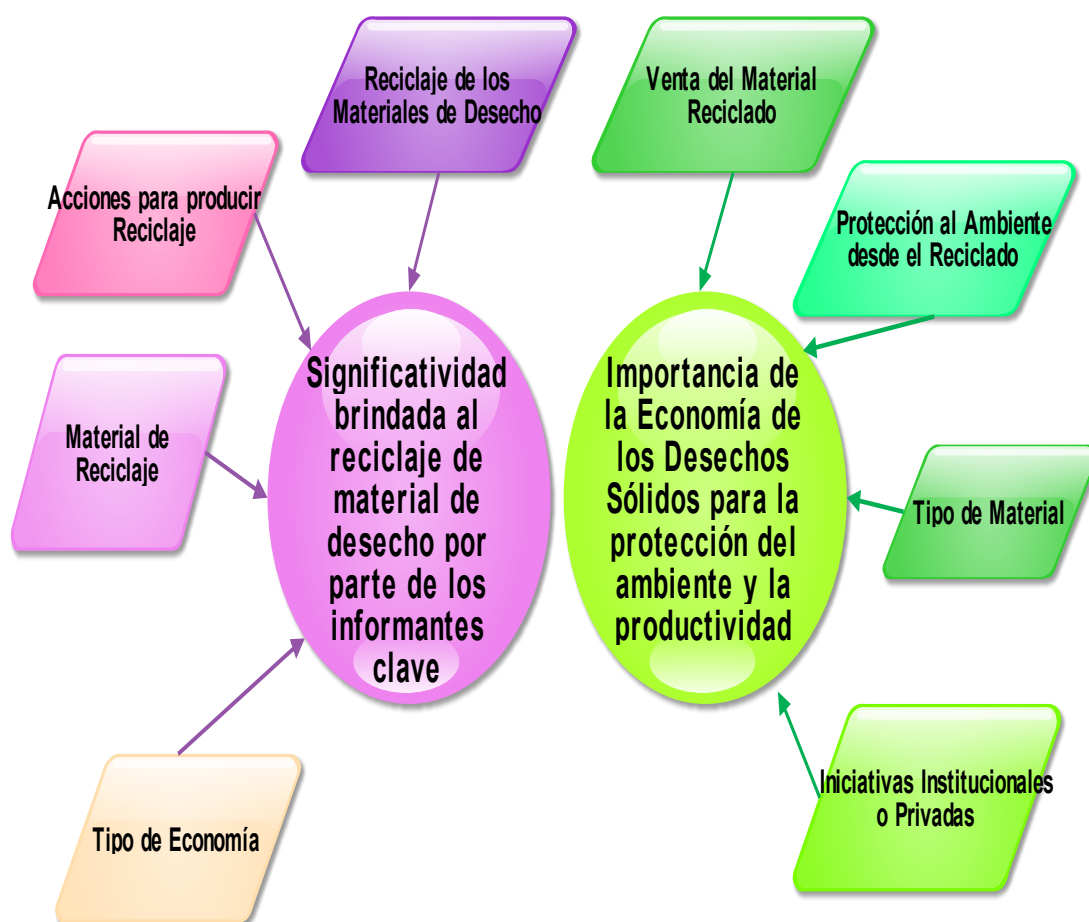 Reciclaje de los
Materiales de Desecho
Venta del Material
Reciclado
Acciones para producir
Reciclaje
Protección al Ambiente
desde el Reciclado
Significatividad
brindada al
reciclaje de
material de
desecho por
parte de los
informantes
clave
Importancia de
la Economía de
los Desechos
Sólidos para la
protección del
ambiente y la
productividad
Material de
Reciclaje
Tipo de Material
Iniciativas Institucionales
o Privadas
Tipo de Economía